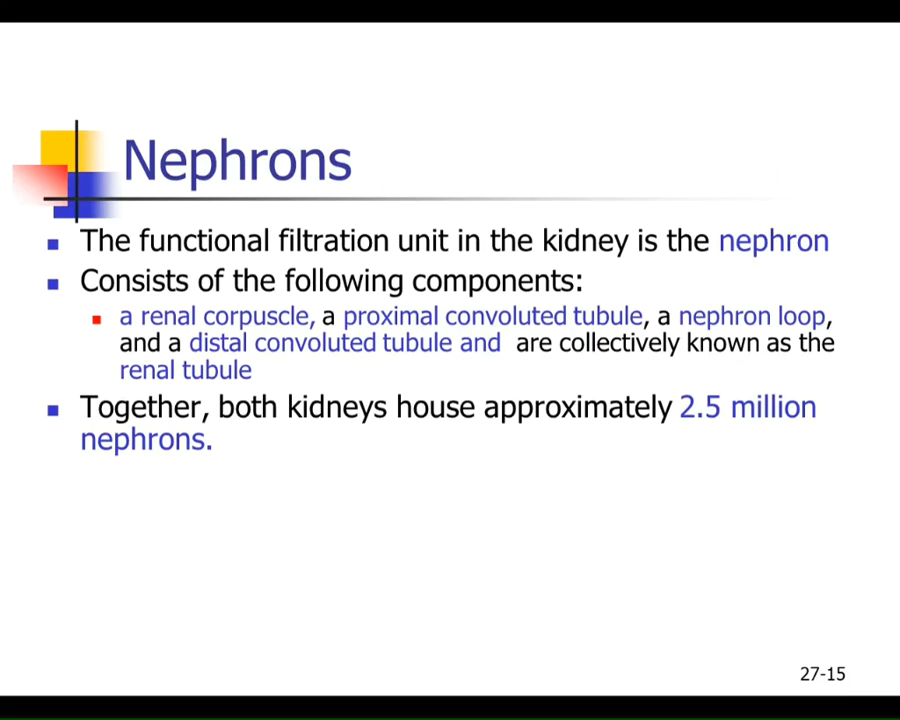 Nephrons
The functional filtration unit in the kidney is the nephron
Consists of the following components:
a renal corpuscle, a proximal convoluted tubule, a nephron loop,
and a distal convoluted tubule and are collectively known as the
renal tubule
Together, both kidneys house approximately 2.5 million
nephrons.
27-15